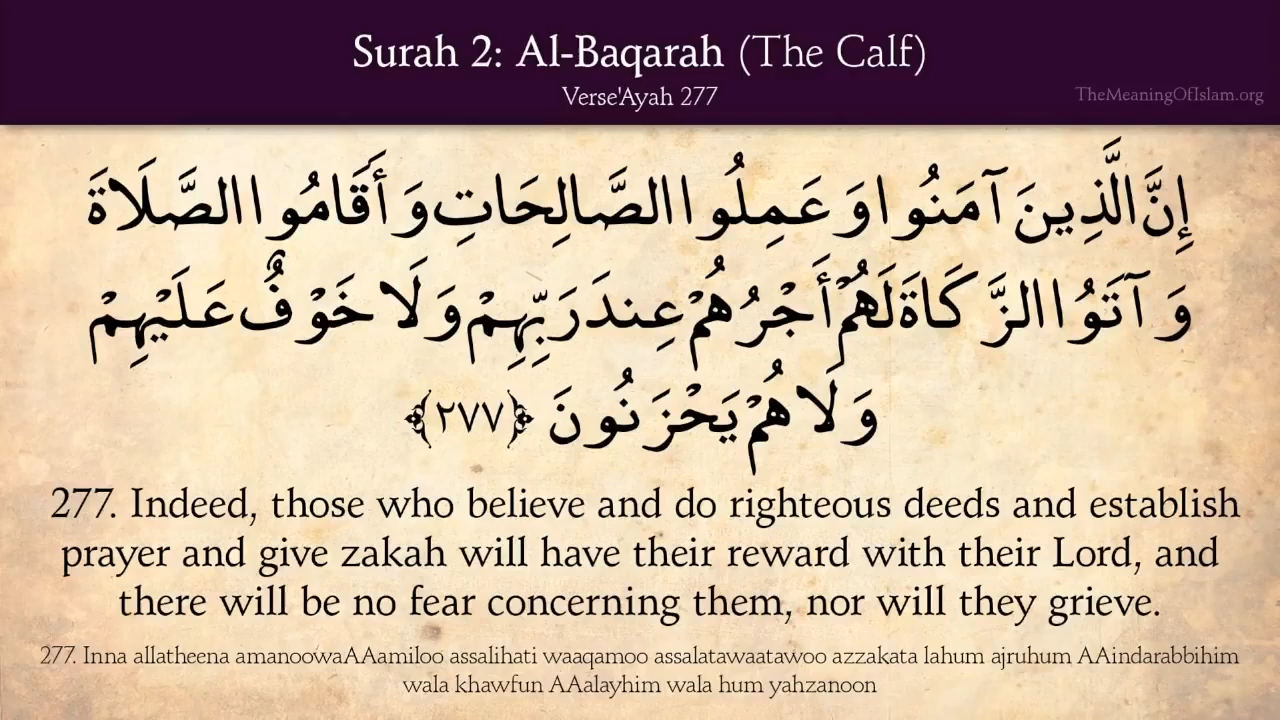 Surah 2: Al-Baqarah (The Calf)
Verse'Ayah 277
TheMeaningOfIslam.org
إِنَّ الَّذِينَ آمَنُوا وَعَمِلُوا الصَّالِحَاتِ وَأَقَامُوا الصَّلَاةَ
وَآتَوُا الزَّكَاةَ لَهُمْ أَجْرُهُمْ عِندَ رَبِّهِمْ وَلَا خَوْفٌ عَلَيْهِمْ
وَلَا هُمْ يَحْزَنُونَ ﴿٢٧٧﴾
277. Indeed, those who believe and do righteous deeds and establish
prayer and give zakah will have their reward with their Lord, and
there will be no fear concerning them, nor will they grieve.
277. Inna allatheena amanoowaAAamiloo assalihati waaqamoo assalatawaatawoo azzakata lahum ajruhum AAindarabbihim
wala khawfun AAalayhim wala hum yahzanoon